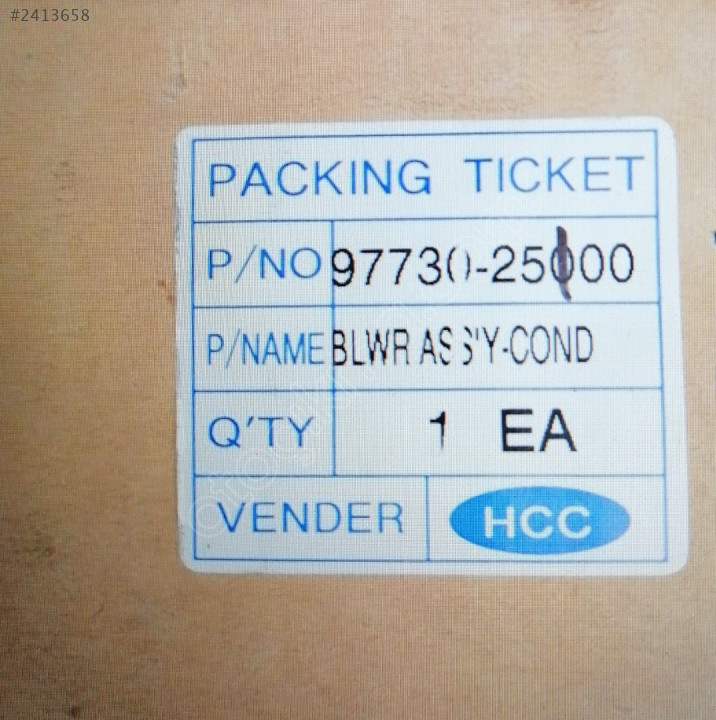 #2413658
PACKING TICKET
P/NO 97730-25000
P/NAME BLWR ASS'Y-COND
Q'TY 1 EA
VENDER HCC